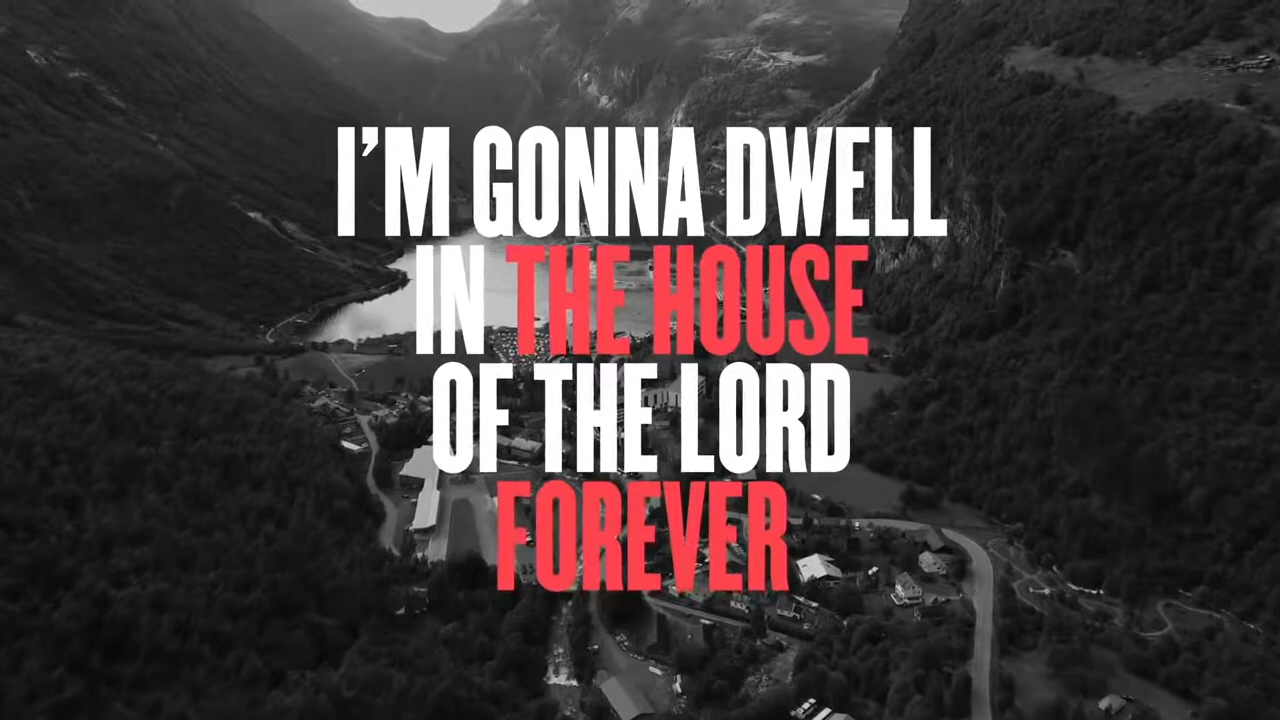 I'M GONNA DWELL
IN THE HOUSE
OF THE LORD
FOREVER